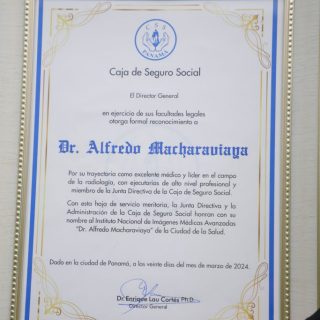 CSS
PANAMÁ
Caja de Seguro Social
El Director General
en ejercicio de sus facultades legales
otorga formal reconocimiento a
Dr. Alfredo Macharaviaya
Por su trayectoria como excelente médico y líder en el campo
de la radiología, con ejecutorias de alto nivel profesional y
miembro de la Junta Directiva de la Caja de Seguro Social.
Con esta hoja de servicio meritoria, la Junta Directiva y la
Administración de la Caja de Seguro Social honran con su
nombre al Instituto Nacional de Imágenes Médicas Avanzadas
"Dr. Alfredo Macharaviaya" de la Ciudad de la Salud.
Dado en la ciudad de Panamá, a los veinte días del mes de marzo de 2024.
Dr. Enrique Lau Cortés Ph.D.
Director General